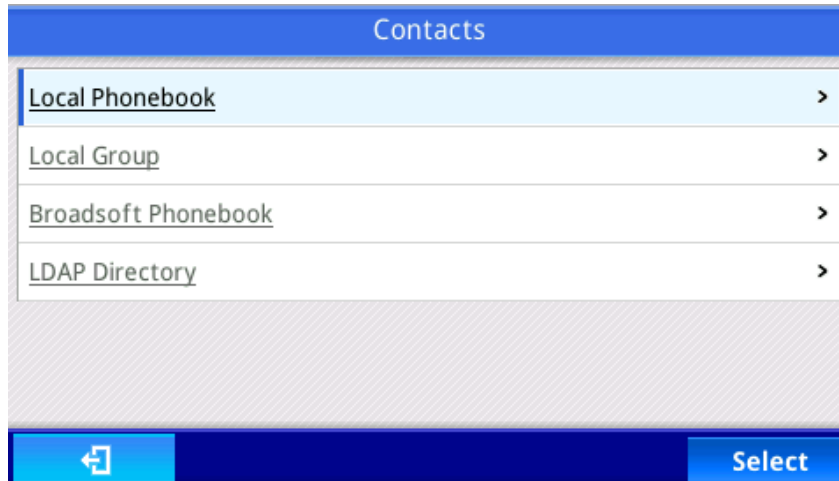 Contacts
Local Phonebook
Local Group
Broadsoft Phonebook
LDAP Directory
Select